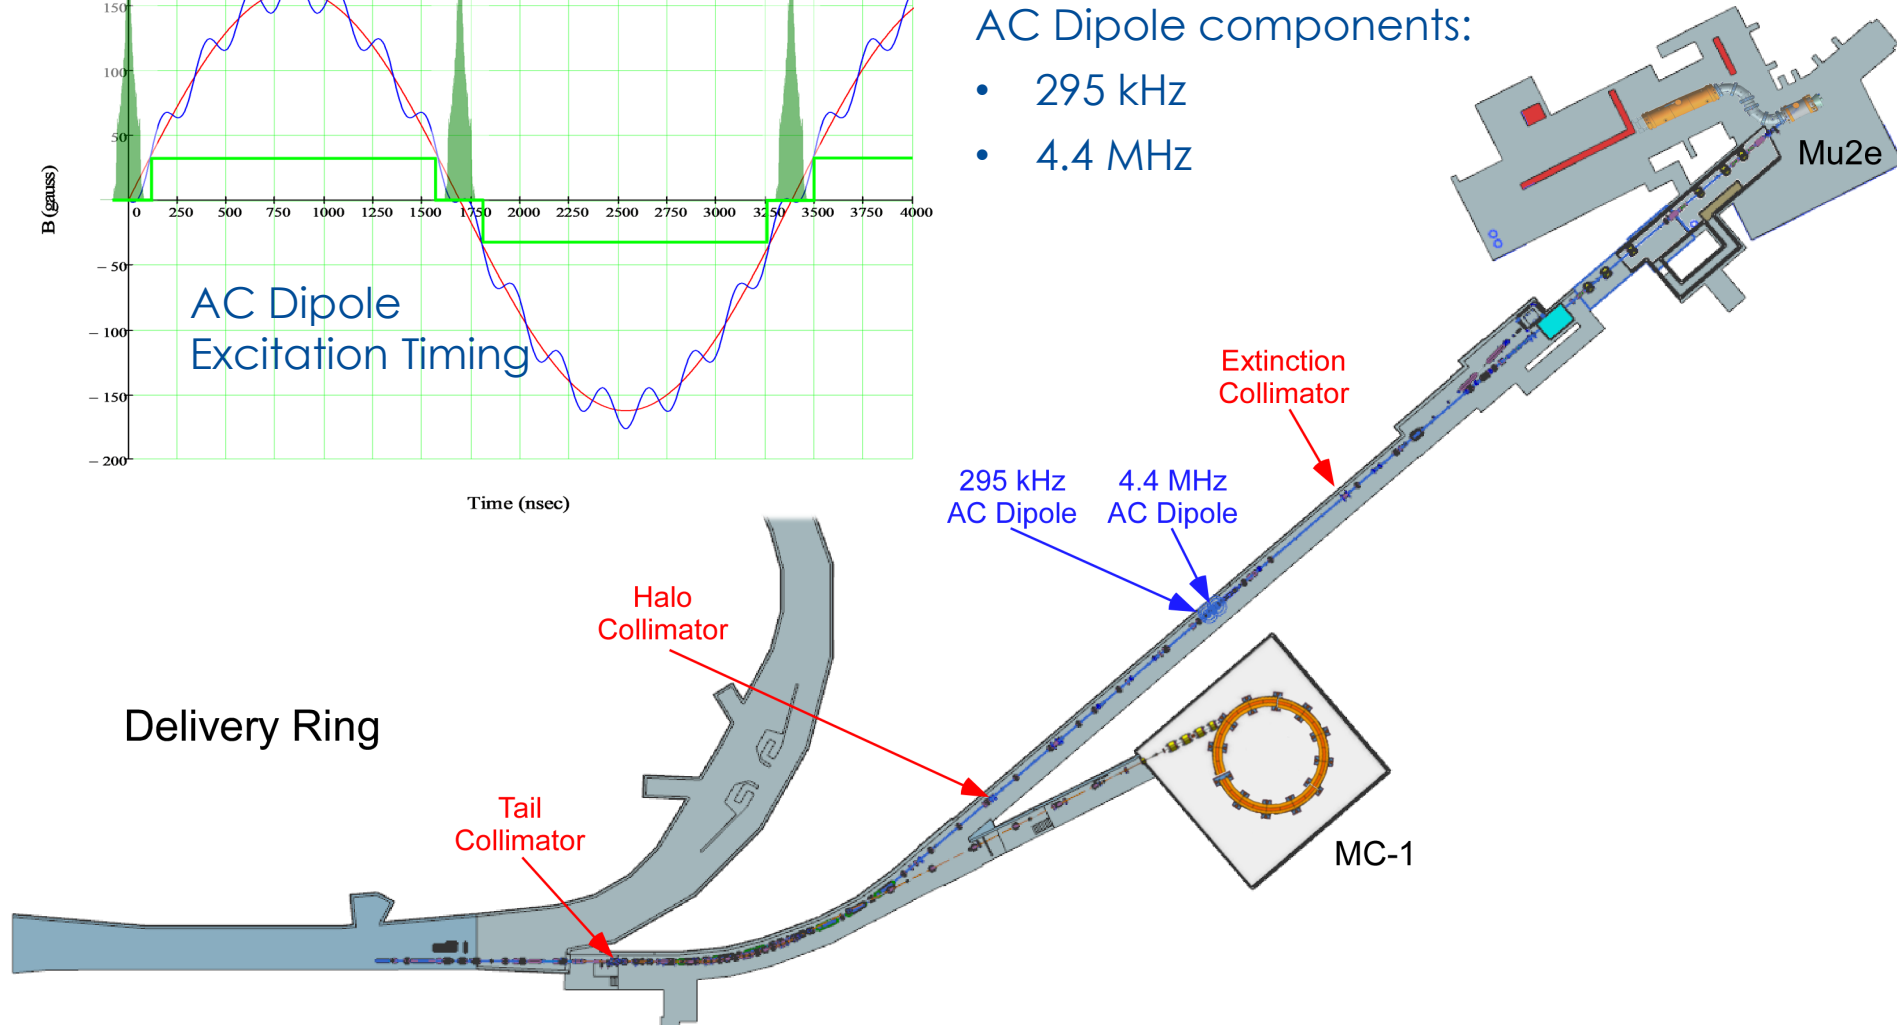 AC Dipole components:
• 295 kHz
• 4.4 MHz
150
100
50
0 250 500 750 1000 1250 1500 1750 2000 2250 2500 2750 3000 3250 3500 3750 4000
− 50
− 100
− 150
− 200
B (gauss)
Time (nsec)
AC Dipole
Excitation Timing
Mu2e
Extinction
Collimator
295 kHz
AC Dipole
4.4 MHz
AC Dipole
Halo
Collimator
Delivery Ring
Tail
Collimator
MC-1